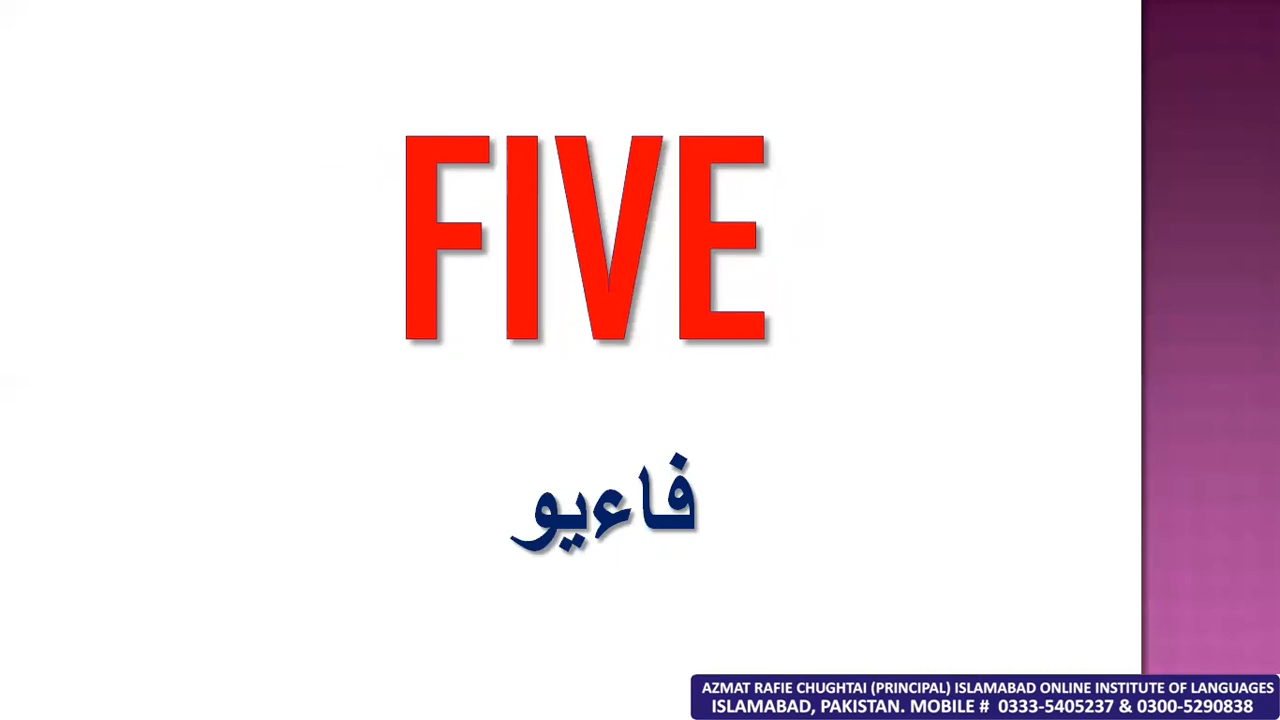 FIVE
فاءیو
AZMAT RAFIE CHUGHTAI (PRINCIPAL) ISLAMABAD ONLINE INSTITUTE OF LANGUAGES
ISLAMABAD, PAKISTAN. MOBILE # 0333-5405237 & 0300-5290838